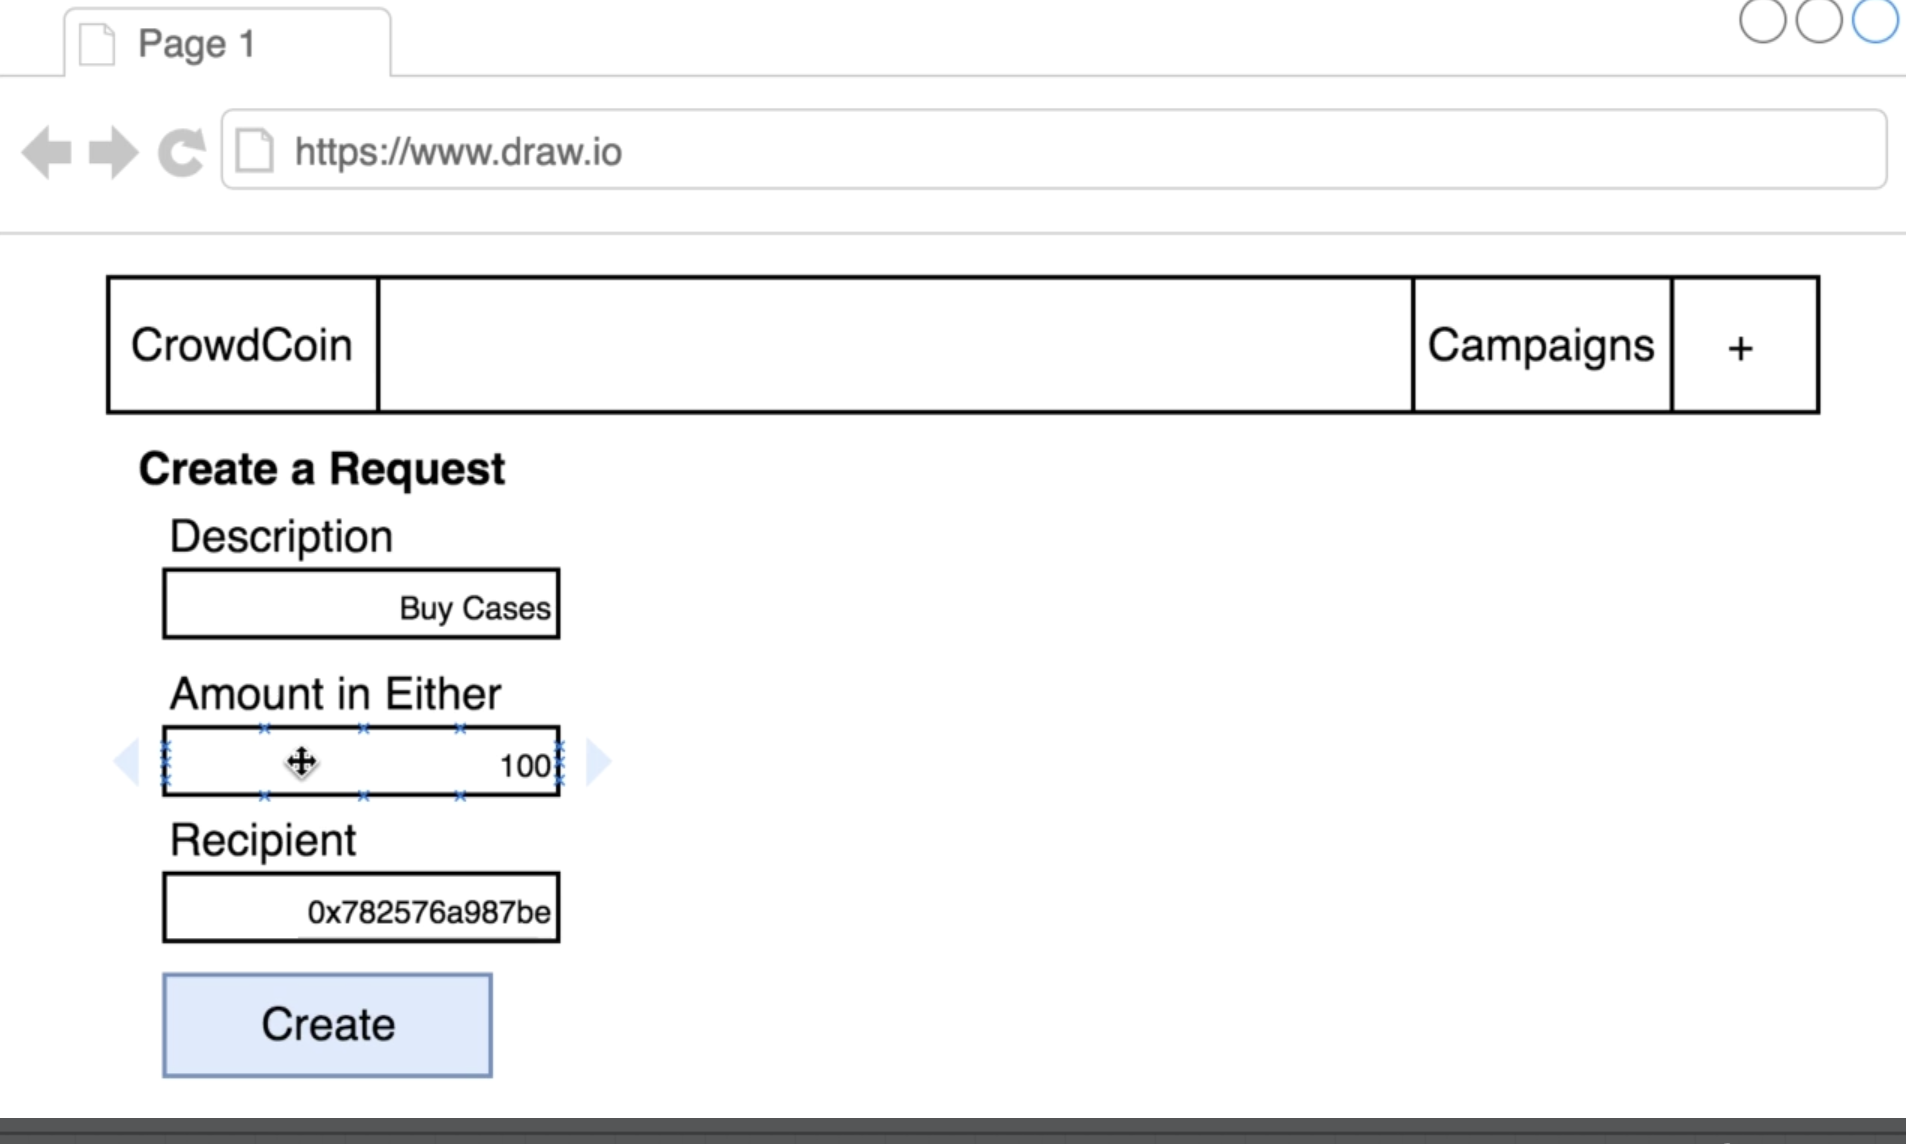 Page 1
https://www.draw.io
CrowdCoin Campaigns +
Create a Request
Description
Buy Cases
Amount in Either
100
Recipient
0x782576a987be
Create